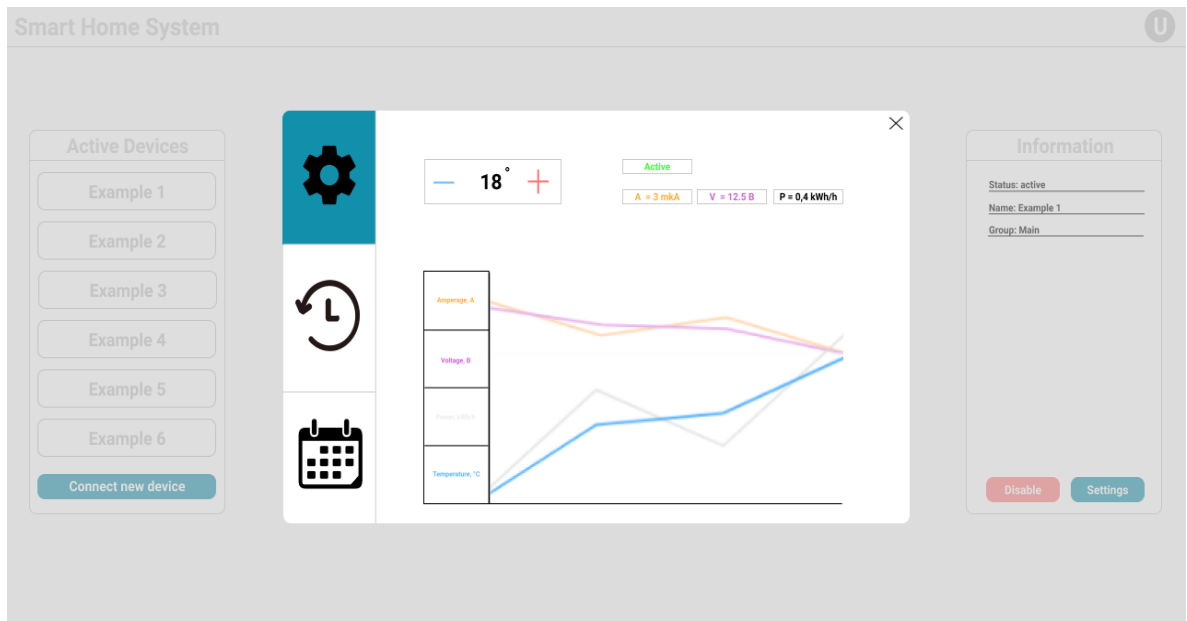 Smart Home System
U
Active Devices
Example 1
Example 2
Example 3
Example 4
Example 5
Example 6
Connect new device
18°
Active
A = 3 mkA
V = 12.5 B
P = 0,4 kWh/h
Amperage, A
Voltage, B
Power, kWh/h
Temperature, °C
Information
Status: active
Name: Example 1
Group: Main
Disable
Settings